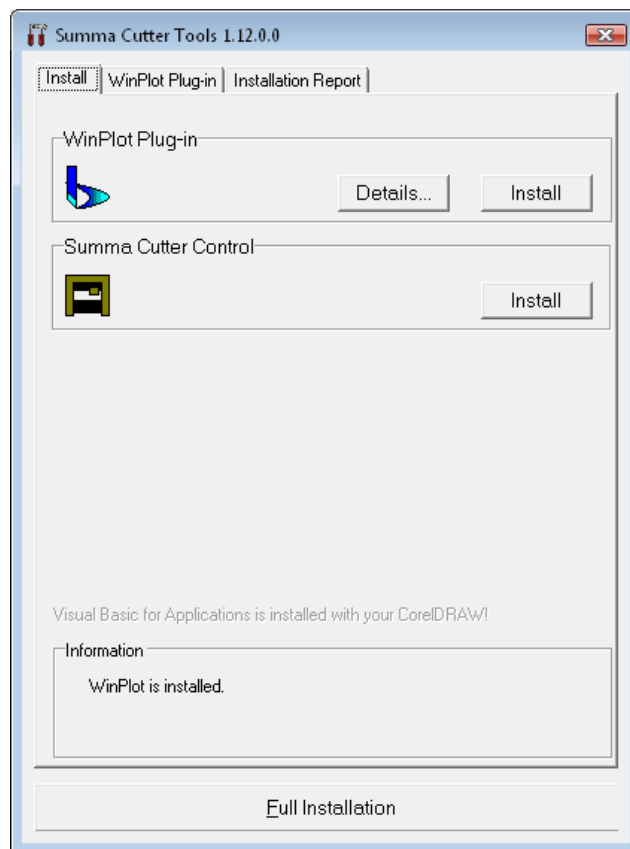 Summa Cutter Tools 1.12.0.0
Install WinPlot Plug-in Installation Report
WinPlot Plug-in
Details... Install
Summa Cutter Control
Install
Visual Basic for Applications is installed with your CorelDRAW!
Information
WinPlot is installed.
Full Installation